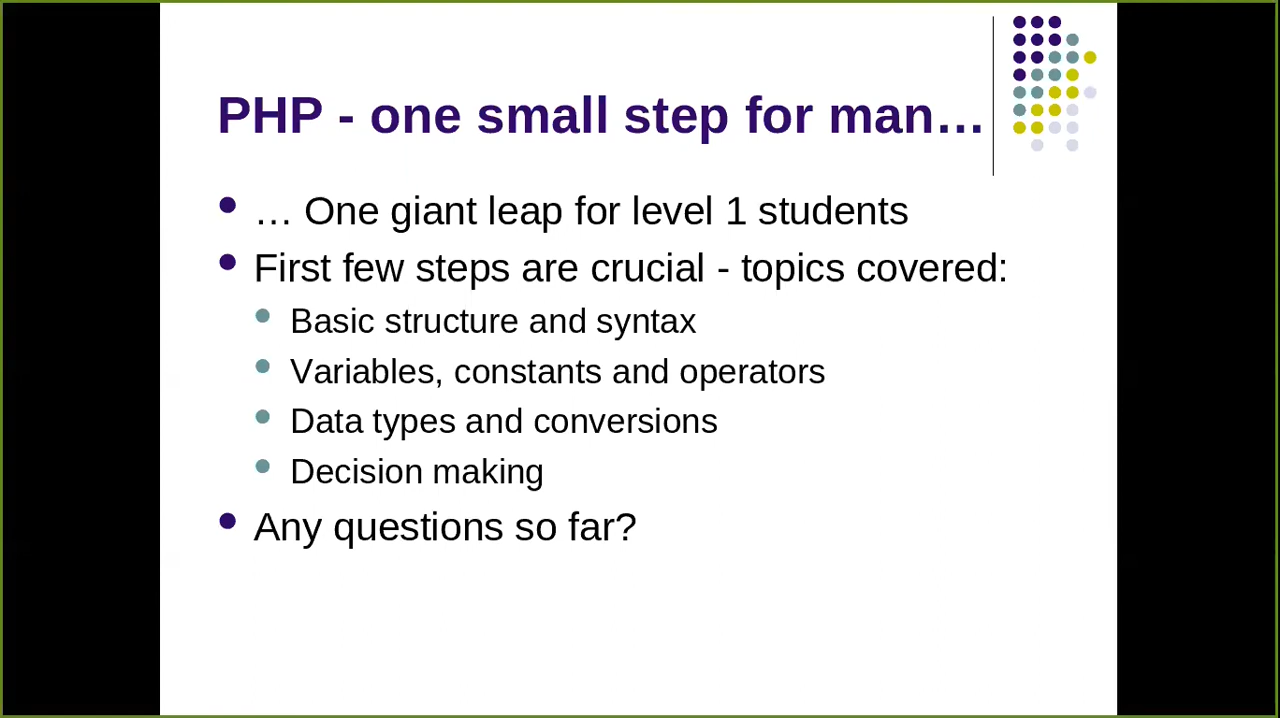 PHP - one small step for man…
… One giant leap for level 1 students
First few steps are crucial - topics covered:
Basic structure and syntax
Variables, constants and operators
Data types and conversions
Decision making
Any questions so far?